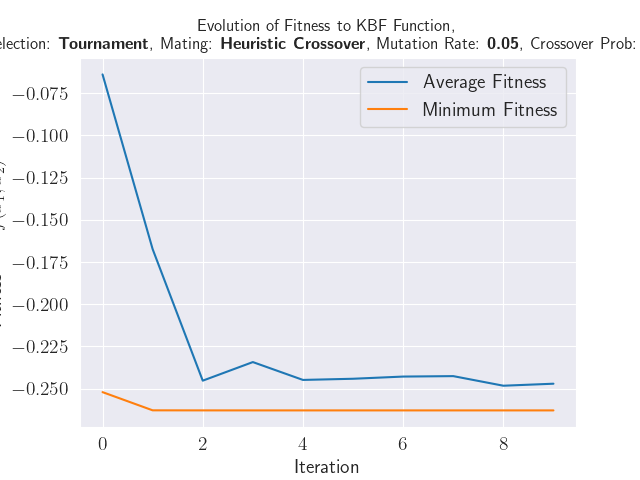 Evolution of Fitness to KBF Function,
election: Tournament, Mating: Heuristic Crossover, Mutation Rate: 0.05, Crossover Prob:
Average Fitness
Minimum Fitness
−0.075
−0.100
−0.125
−0.150
−0.175
−0.200
−0.225
−0.250
0 2 4 6 8
Iteration